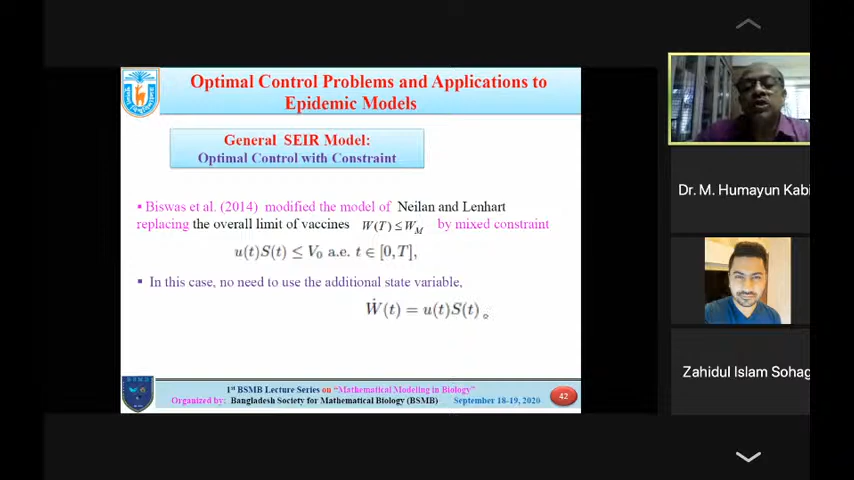 Optimal Control Problems and Applications to
Epidemic Models
General SEIR Model:
Optimal Control with Constraint
▪ Biswas et al. (2014) modified the model of Neilan and Lenhart
replacing the overall limit of vaccines W(T) ≤ W_M by mixed constraint
u(t)S(t) ≤ V₀ a.e. t ∈ [0,T],
▪ In this case, no need to use the additional state variable,
Ẇ(t) = u(t)S(t)
1st BSMB Lecture Series on “Mathematical Modeling in Biology”
Organized by: Bangladesh Society for Mathematical Biology (BSMB) September 18-19, 2020
42
Dr. M. Humayun Kabi
Zahidul Islam Sohag